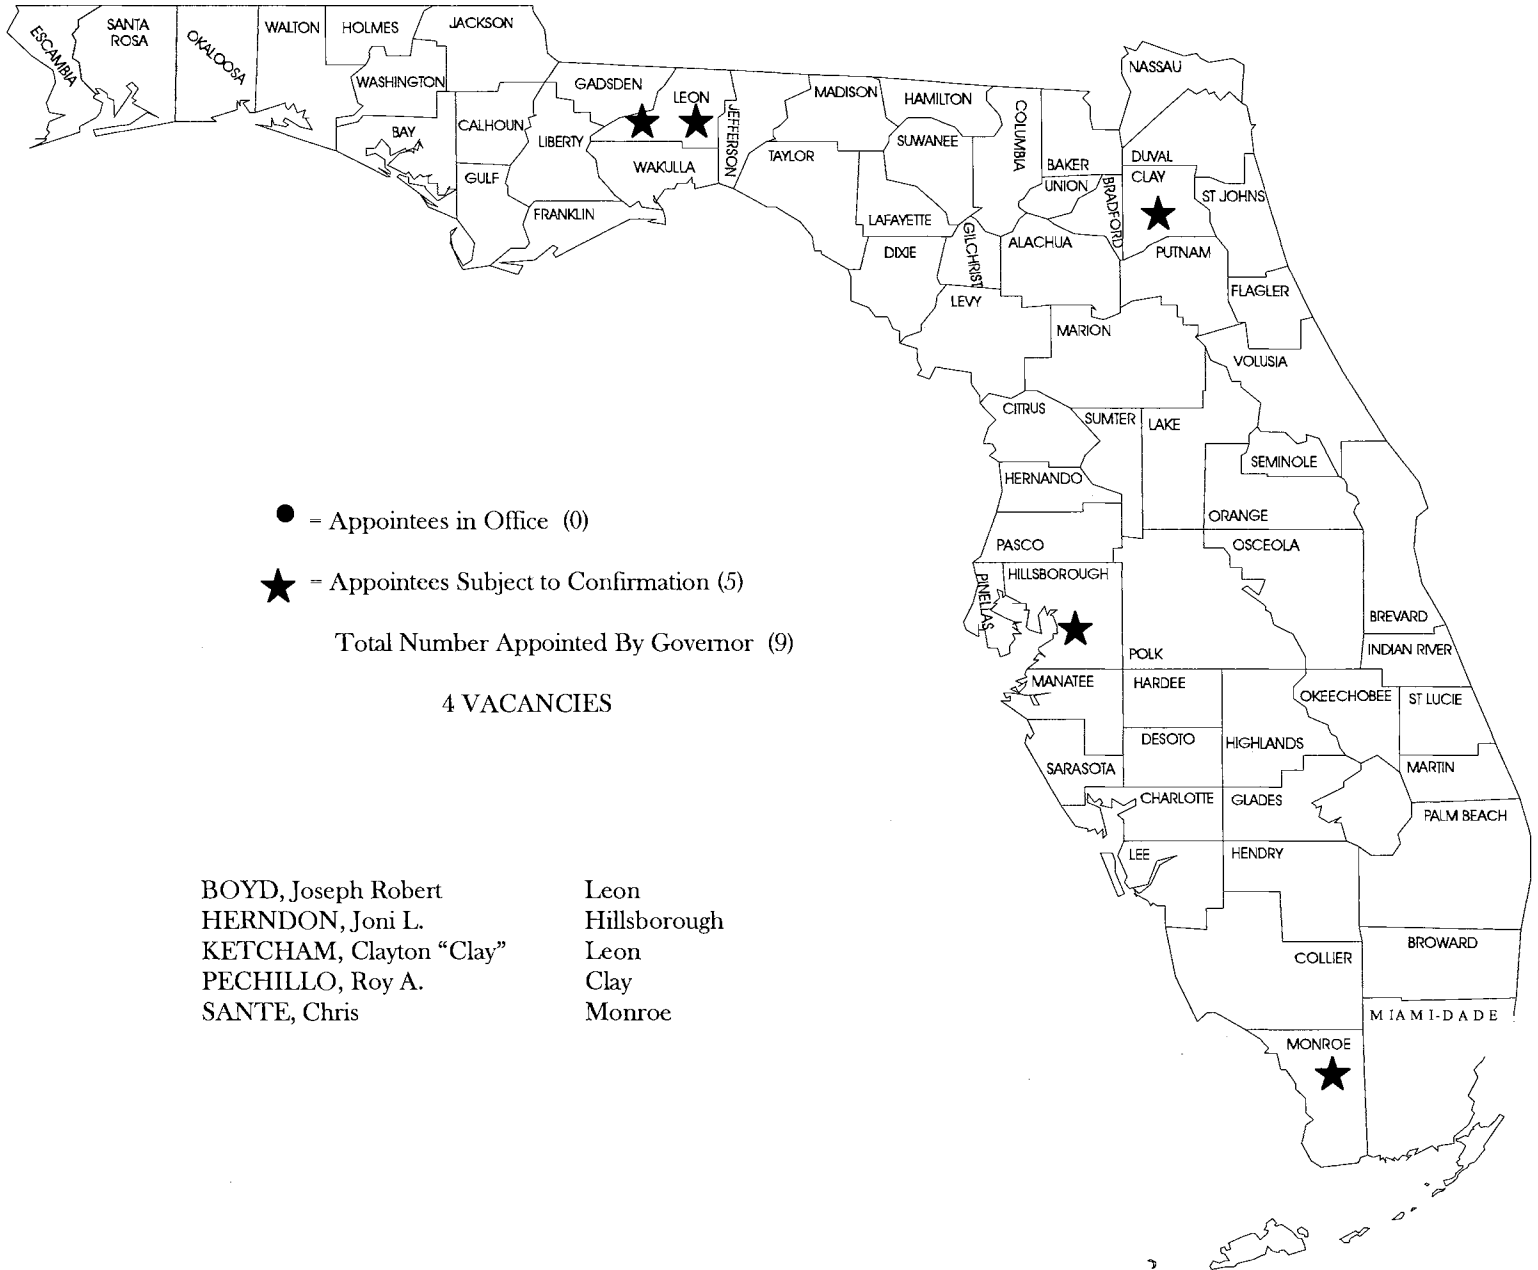 ESCAMBIA
SANTA
ROSA
OKALOOSA
WALTON
HOLMES
JACKSON
WASHINGTON
BAY
CALHOUN
GULF
GADSDEN
LIBERTY
FRANKLIN
LEON
WAKULLA
JEFFERSON
MADISON
TAYLOR
HAMILTON
SUWANEE
LAFAYETTE
DIXIE
COLUMBIA
GILCHRIST
BAKER
UNION
BRADFORD
ALACHUA
LEVY
NASSAU
DUVAL
CLAY
ST JOHNS
PUTNAM
FLAGLER
MARION
VOLUSIA
CITRUS
SUMTER
LAKE
SEMINOLE
HERNANDO
ORANGE
PASCO
OSCEOLA
PINELLAS
HILLSBOROUGH
POLK
BREVARD
INDIAN RIVER
MANATEE
HARDEE
OKEECHOBEE
ST LUCIE
DESOTO
HIGHLANDS
SARASOTA
MARTIN
CHARLOTTE
GLADES
PALM BEACH
LEE
HENDRY
BROWARD
COLLIER
MIAMI-DADE
MONROE
= Appointees in Office (0)
= Appointees Subject to Confirmation (5)
Total Number Appointed By Governor (9)
4 VACANCIES
BOYD, Joseph Robert Leon
HERNDON, Joni L. Hillsborough
KETCHAM, Clayton “Clay” Leon
PECHILLO, Roy A. Clay
SANTE, Chris Monroe